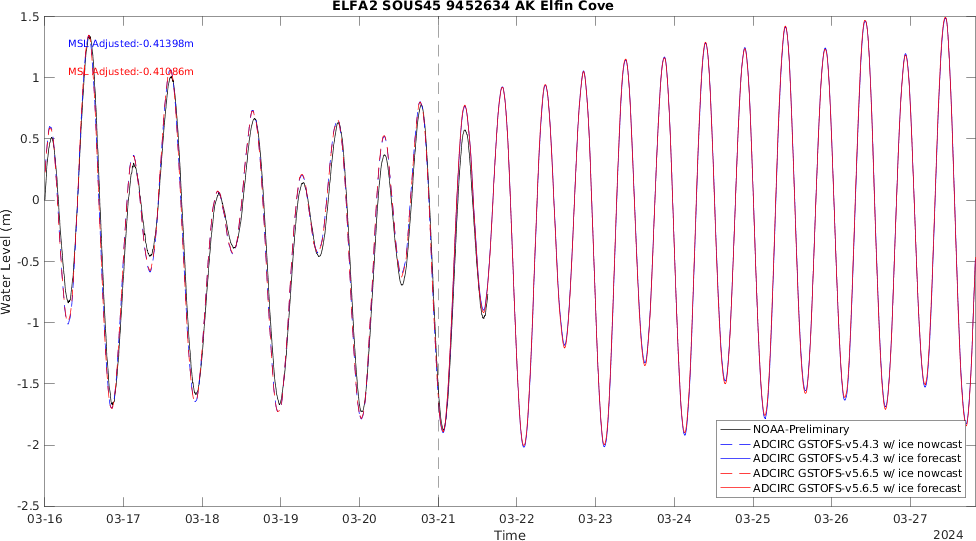 ELFA2 SOUS45 9452634 AK Elfin Cove
MSL Adjusted:-0.41398m
MSL Adjusted:-0.41086m
Water Level (m)
1.5
1
0.5
0
-0.5
-1
-1.5
-2
-2.5
NOAA-Preliminary
ADCIRC GSTOFS-v5.4.3 w/ ice nowcast
ADCIRC GSTOFS-v5.4.3 w/ ice forecast
ADCIRC GSTOFS-v5.6.5 w/ ice nowcast
ADCIRC GSTOFS-v5.6.5 w/ ice forecast
03-16 03-17 03-18 03-19 03-20 03-21 03-22 03-23 03-24 03-25 03-26 03-27
Time
2024